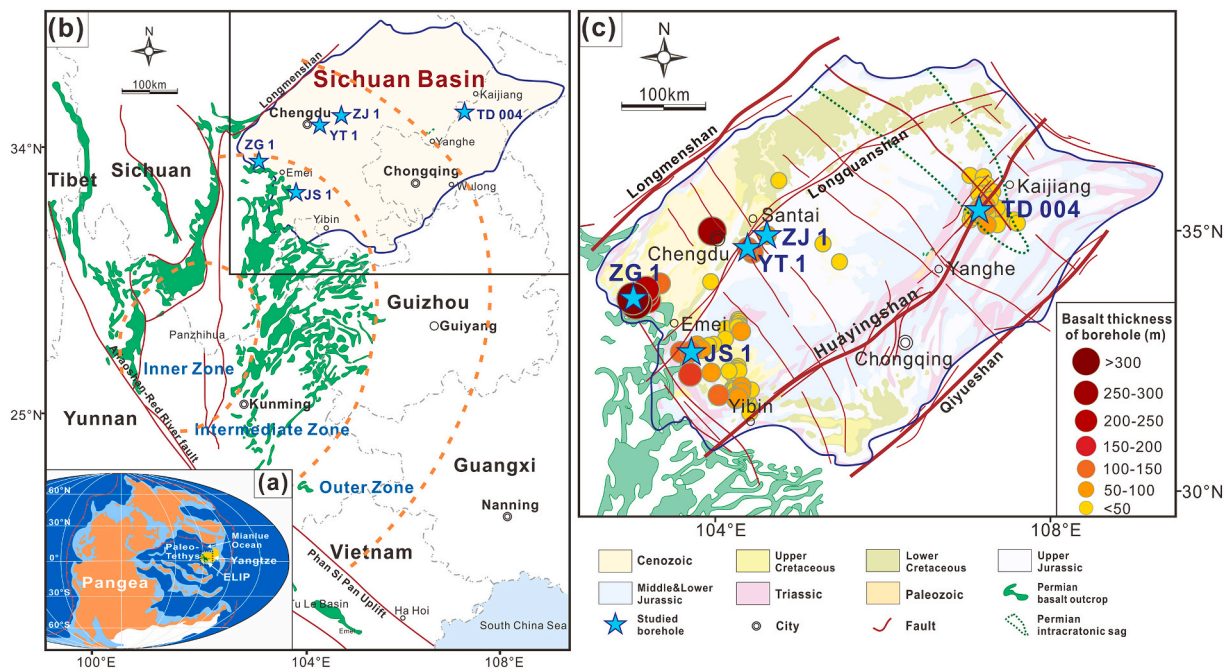 (b)
N
100km
Longmenshan
Sichuan Basin
Kaijiang
Chengdu
ZJ 1
YT 1
TD 004
ZG 1
Yanghe
34°N
Sichuan
Tibet
Emei
Chongqing
Wulong
JS 1
Yibin
Guizhou
Guiyang
Panzhihua
Inner Zone
Ailaoshan-Red River fault
Kunming
25°N
Yunnan
Intermediate Zone
Guangxi
Outer Zone
Nanning
Vietnam
Phan Si Pan Uplift
Tu Le Basin
Emei
Ha Hoi
South China Sea
100°E
104°E
108°E
(a)
60°N
30°N
0°
30°S
60°S
Mianlue
Ocean
Paleo-
Tethys
Yangtze
ELIP
Pangea
(c)
N
100km
Longmenshan
Longquanshan
Kaijiang
TD 004
Santai
ZJ 1
YT 1
Chengdu
35°N
ZG 1
Yanghe
Emei
Huayingshan
JS 1
Chongqing
Qiyueshan
Yibin
30°N
104°E
108°E
Basalt thickness
of borehole (m)
>300
250-300
200-250
150-200
100-150
50-100
<50
Cenozoic
Upper
Cretaceous
Lower
Cretaceous
Upper
Jurassic
Middle&Lower
Jurassic
Triassic
Paleozoic
Permian
basalt outcrop
Studied
borehole
City
Fault
Permian
intracratonic sag